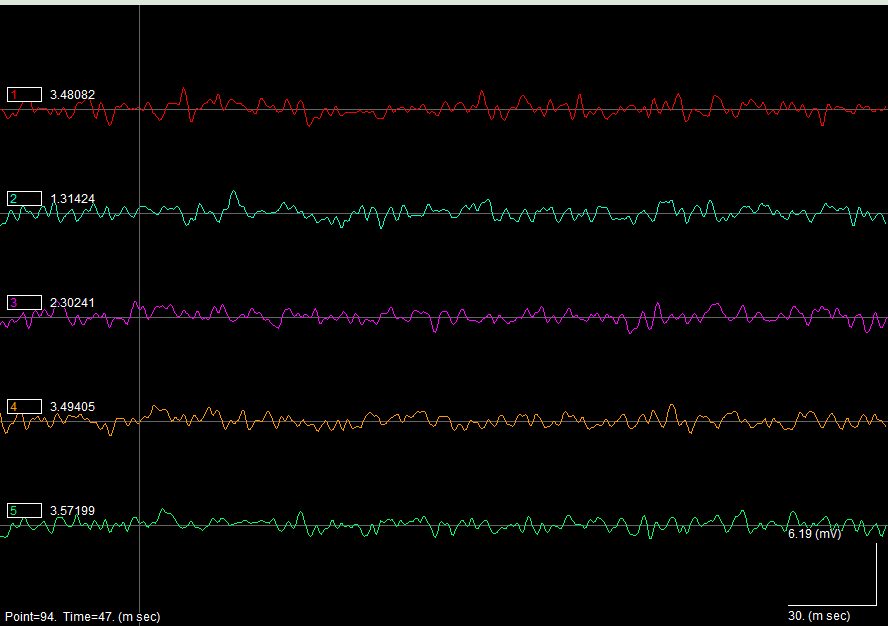 1 3.48082
2 1.31424
3 2.30241
4 3.49405
5 3.57199
6.19 (mV)
30. (m sec)
Point=94. Time=47. (m sec)